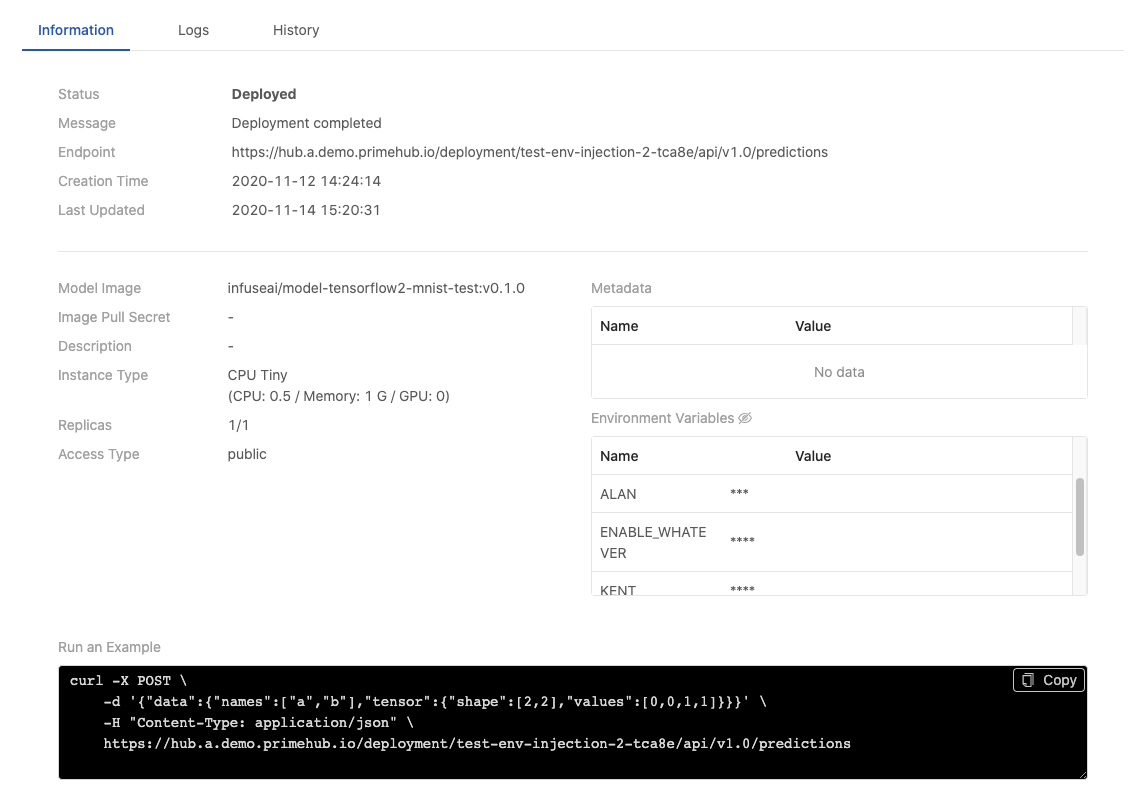 Information Logs History
Status Deployed
Message Deployment completed
Endpoint https://hub.a.demo.primehub.io/deployment/test-env-injection-2-tca8e/api/v1.0/predictions
Creation Time 2020-11-12 14:24:14
Last Updated 2020-11-14 15:20:31
Model Image infuseai/model-tensorflow2-mnist-test:v0.1.0
Image Pull Secret -
Description -
Instance Type CPU Tiny
(CPU: 0.5 / Memory: 1 G / GPU: 0)
Replicas 1/1
Access Type public
Metadata
Name Value
No data
Environment Variables
Name Value
ALAN ***
ENABLE_WHATE
VER ****
KENT ****
Run an Example
Copy
curl -X POST \
    -d '{"data":{"names":["a","b"],"tensor":{"shape":[2,2],"values":[0,0,1,1]}}}' \
    -H "Content-Type: application/json" \
    https://hub.a.demo.primehub.io/deployment/test-env-injection-2-tca8e/api/v1.0/predictions